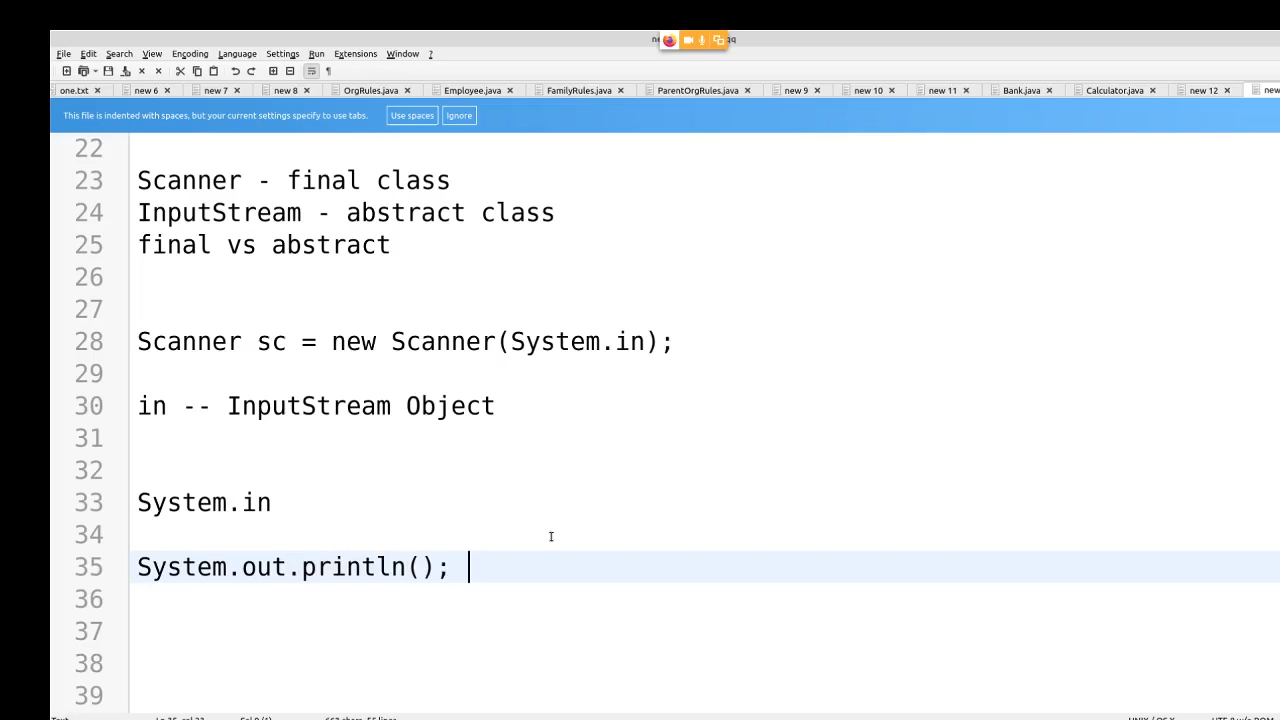 File Edit Search View Encoding Language Settings Run Extensions Window ?
one.txt new 6 new 7 new 8 OrgRules.java Employee.java FamilyRules.java ParentOrgRules.java new 9 new 10 new 11 Bank.java Calculator.java new 12 new
This file is indented with spaces, but your current settings specify to use tabs. Use spaces Ignore
22
23 Scanner - final class
24 InputStream - abstract class
25 final vs abstract
26
27
28 Scanner sc = new Scanner(System.in);
29
30 in -- InputStream Object
31
32
33 System.in
34
35 System.out.println();
36
37
38
39